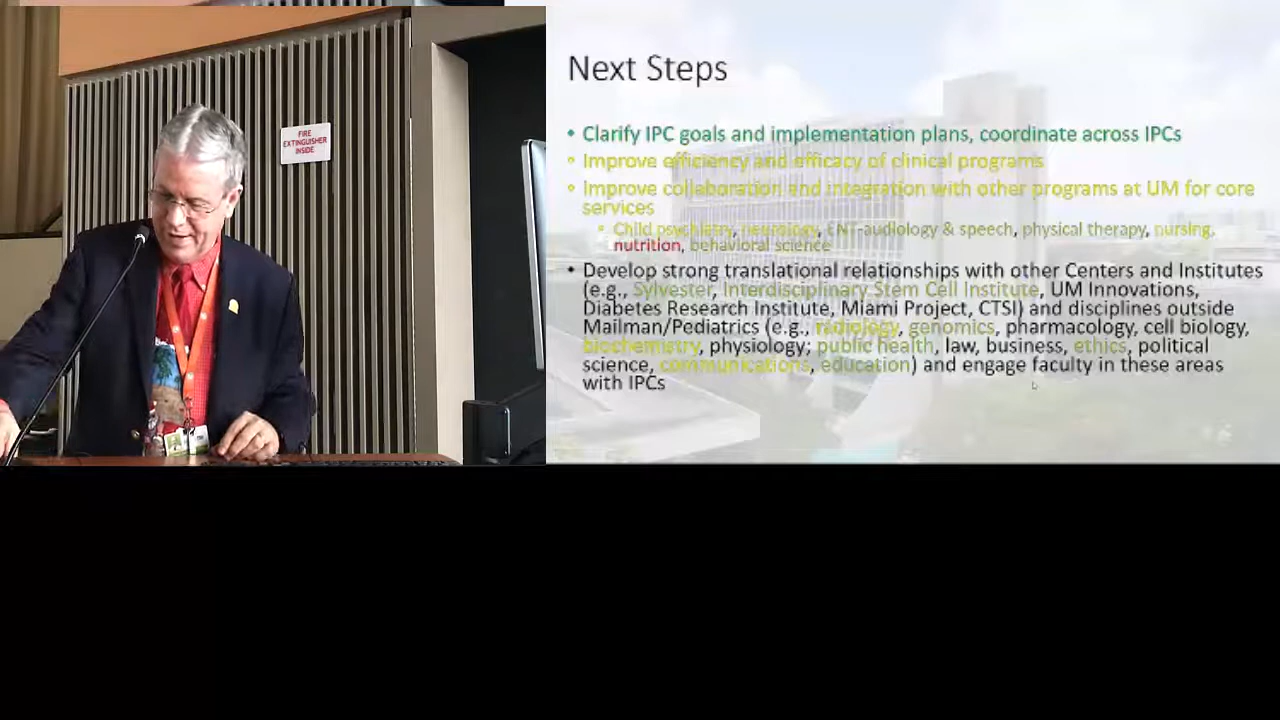 FIRE
EXTINGUISHER
INSIDE
Next Steps
• Clarify IPC goals and implementation plans, coordinate across IPCs
• Improve efficiency and efficacy of clinical programs
• Improve collaboration and integration with other programs at UM for core
services
• Child psychiatry, neurology, ENT-audiology & speech, physical therapy, nursing,
nutrition, behavioral science
• Develop strong translational relationships with other Centers and Institutes
(e.g., Sylvester, Interdisciplinary Stem Cell Institute, UM Innovations,
Diabetes Research Institute, Miami Project, CTSI) and disciplines outside
Mailman/Pediatrics (e.g., radiology, genomics, pharmacology, cell biology,
biochemistry, physiology; public health, law, business, ethics, political
science, communications, education) and engage faculty in these areas
with IPCs